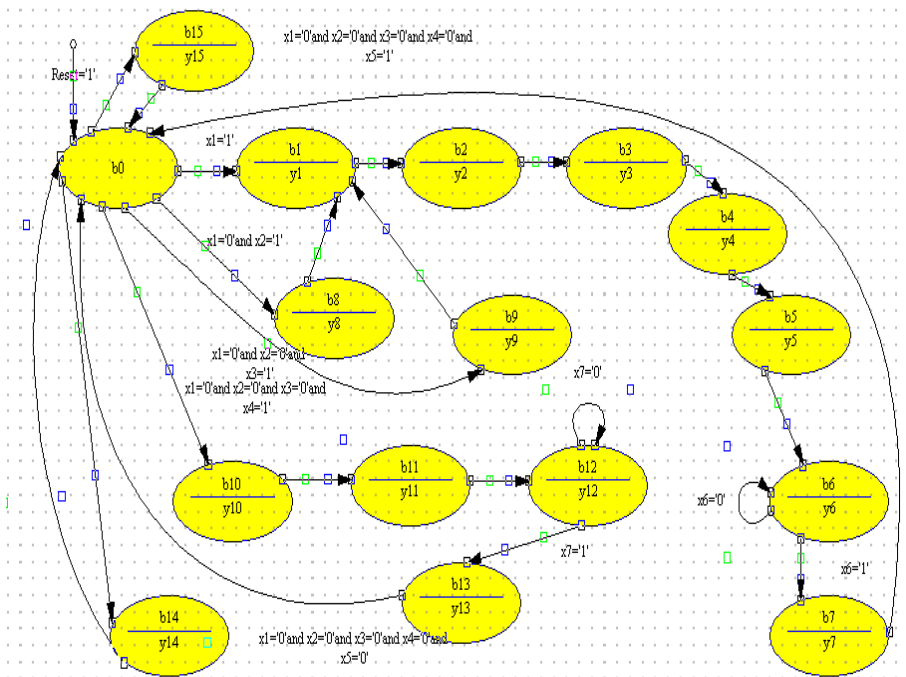 b15
y15
x1='0'and x2='0'and x3='0'and x4='0'and
x5='1'
Reset='1'
b0
x1='1'
b1
y1
b2
y2
b3
y3
b4
y4
x1='0'and x2='1'
b8
y8
b9
y9
b5
y5
x1='0'and x2='0'and
x3='1'
x1='0'and x2='0'and x3='0'and
x4='1'
x7='0'
b10
y10
b11
y11
b12
y12
x6='0'
b6
y6
x7='1'
x6='1'
b13
y13
b14
y14
x1='0'and x2='0'and x3='0'and x4='0'and
x5='0'
b7
y7